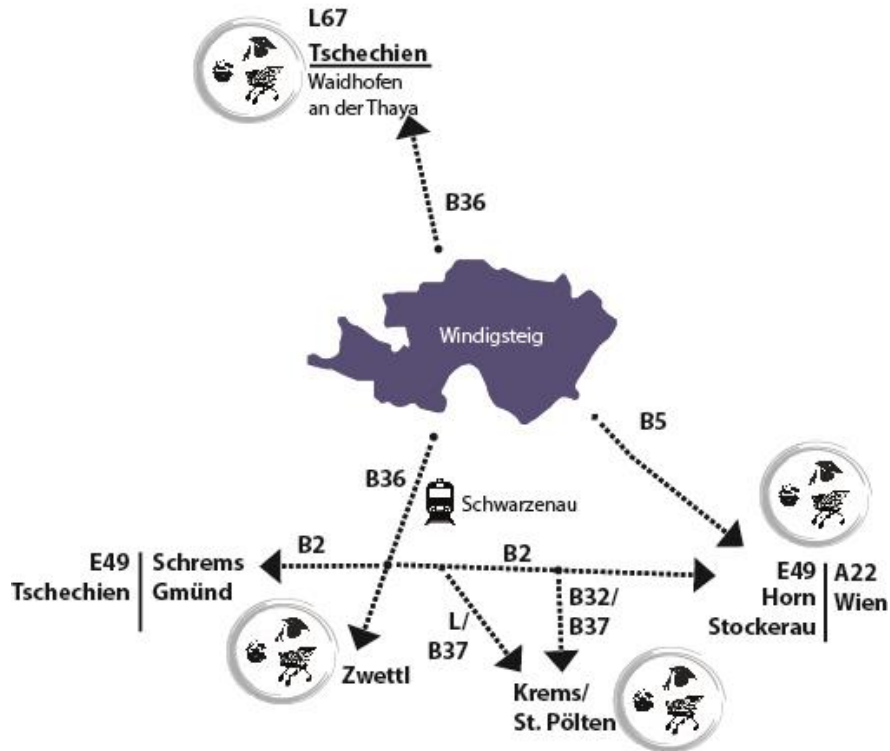 L67
Tschechien
Waidhofen
an der Thaya
B36
Windigsteig
B5
B36
Schwarzenau
B2
B2
E49
Tschechien
Schrems
Gmünd
L/
B37
B32/
B37
E49
Horn
Stockerau
A22
Wien
Zwettl
Krems/
St. Pölten